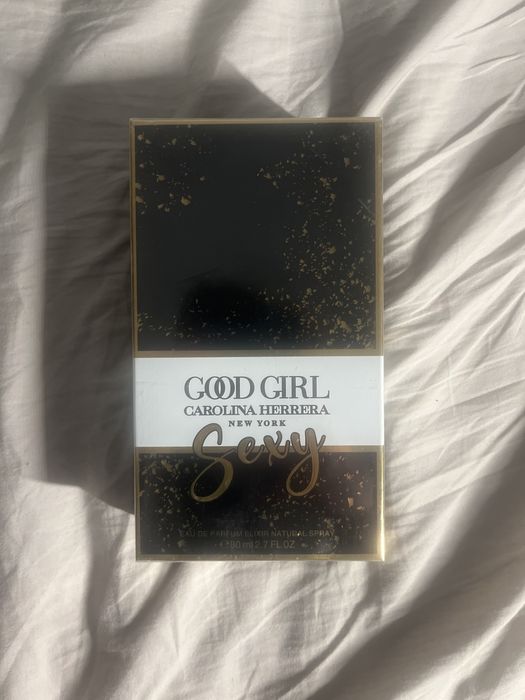 GOOD GIRL
CAROLINA HERRERA
NEW YORK
Sexy
EAU DE PARFUM ELIXIR NATURAL SPRAY
80 ml 2.7 FL.OZ.